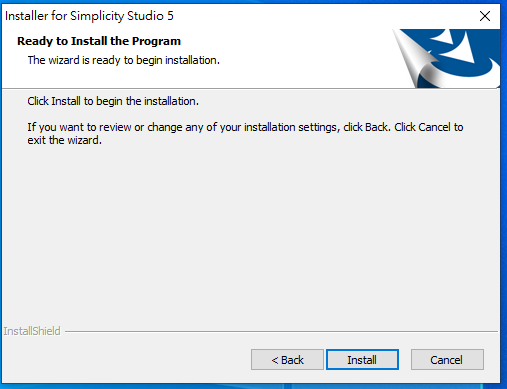 Installer for Simplicity Studio 5
Ready to Install the Program
The wizard is ready to begin installation.
Click Install to begin the installation.
If you want to review or change any of your installation settings, click Back. Click Cancel to
exit the wizard.
InstallShield
< Back
Install
Cancel